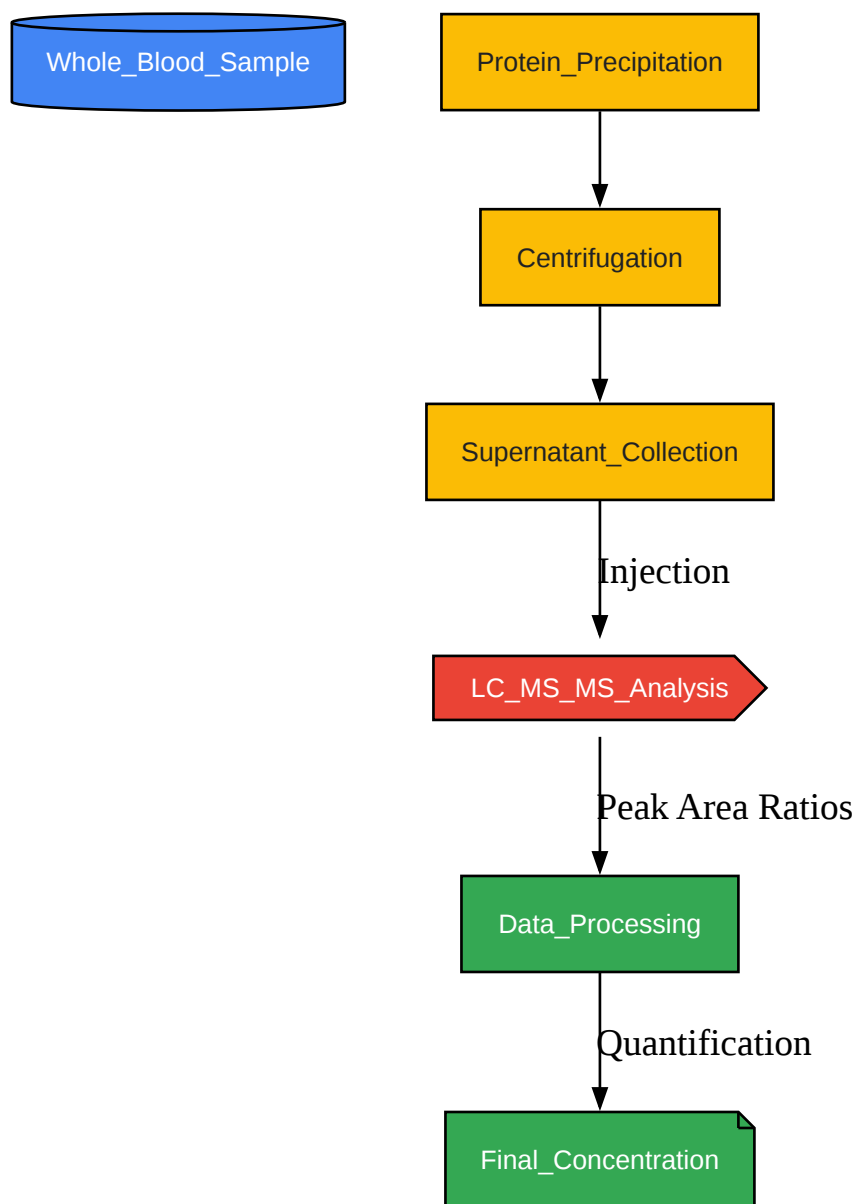 Whole_Blood_Sample
Protein_Precipitation
Centrifugation
Supernatant_Collection
Injection
LC_MS_MS_Analysis
Peak Area Ratios
Data_Processing
Quantification
Final_Concentration